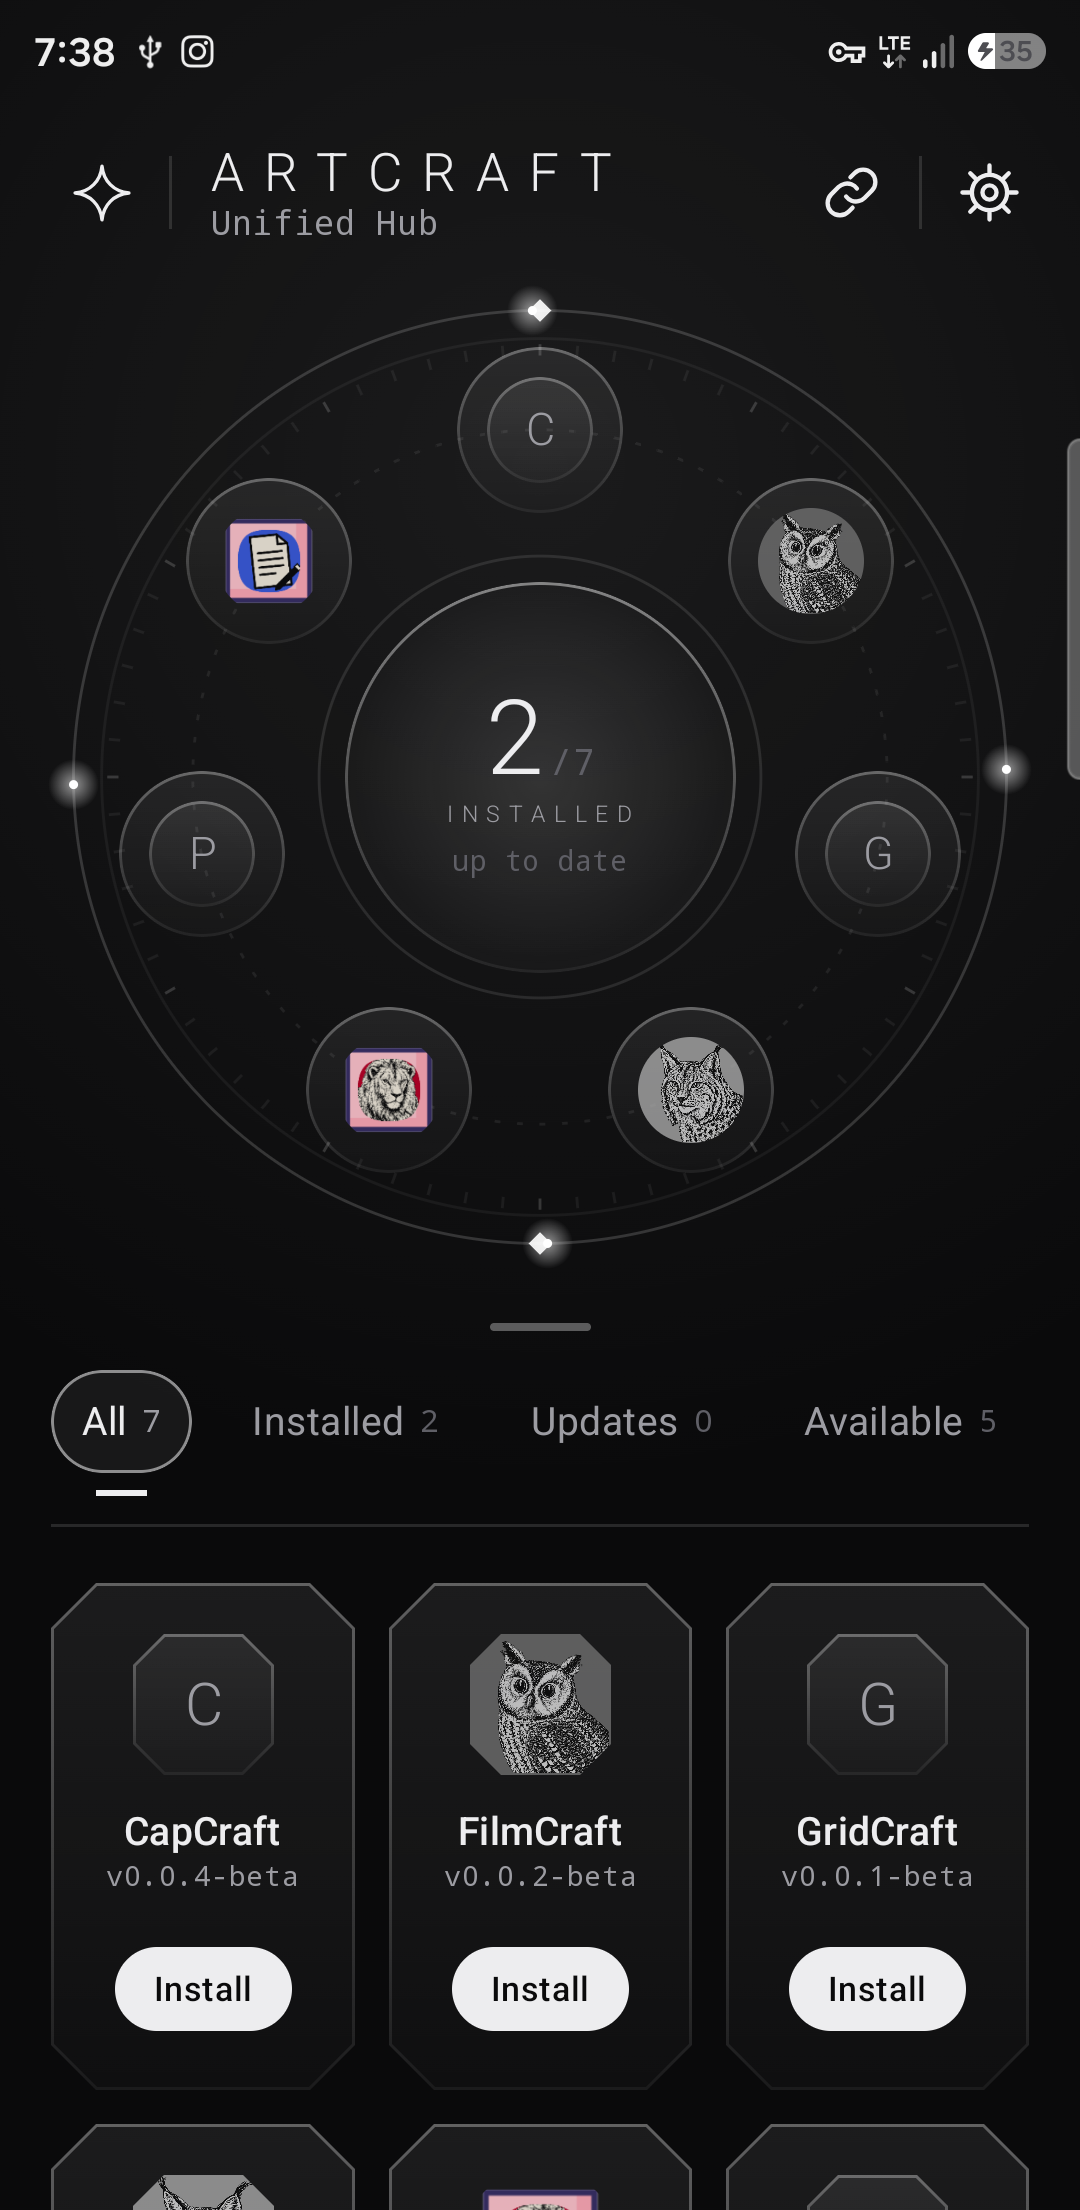 7:38 LTE 35
ARTCRAFT
Unified Hub
C
P
G
2 /7
INSTALLED
up to date
All 7 Installed 2 Updates 0 Available 5
C G
CapCraft FilmCraft GridCraft
v0.0.4-beta v0.0.2-beta v0.0.1-beta
Install Install Install